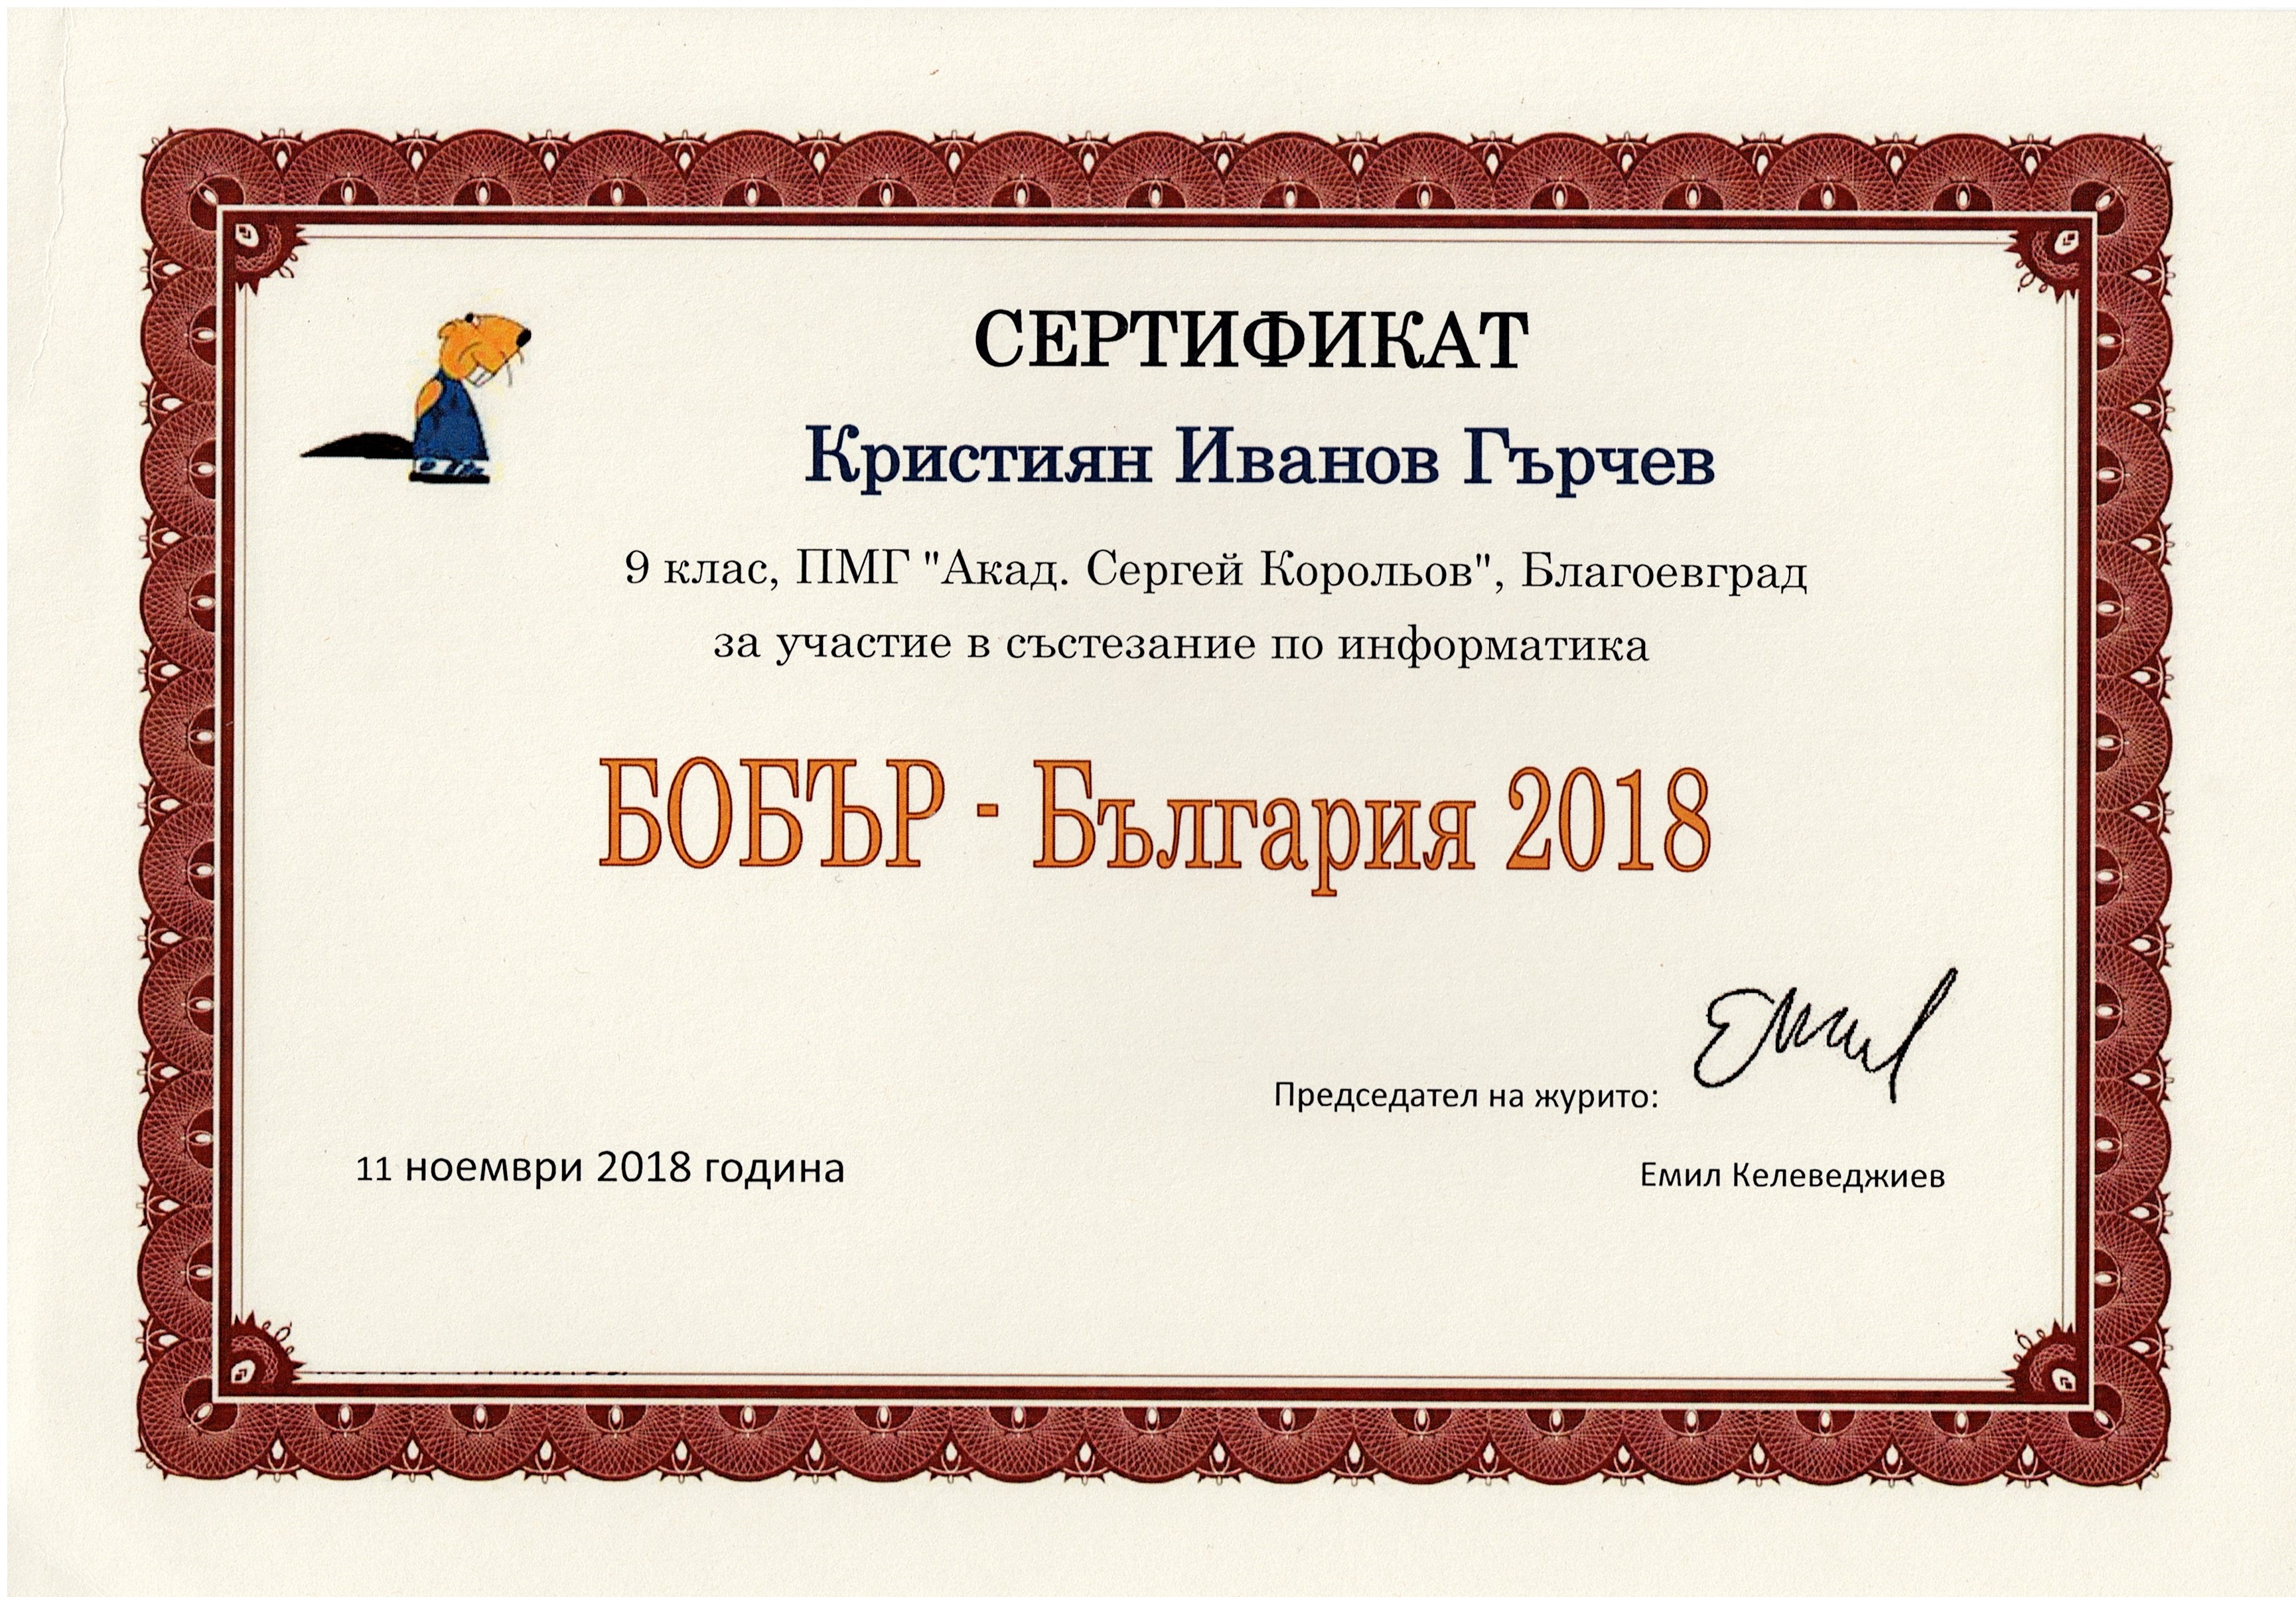 СЕРТИФИКАТ
Кристиян Иванов Гърчев
9 клас, ПМГ "Акад. Сергей Корольов", Благоевград
за участие в състезание по информатика
БОБЪР - България 2018
Емил
Председател на журито:
11 ноември 2018 година
Емил Келеведжиев